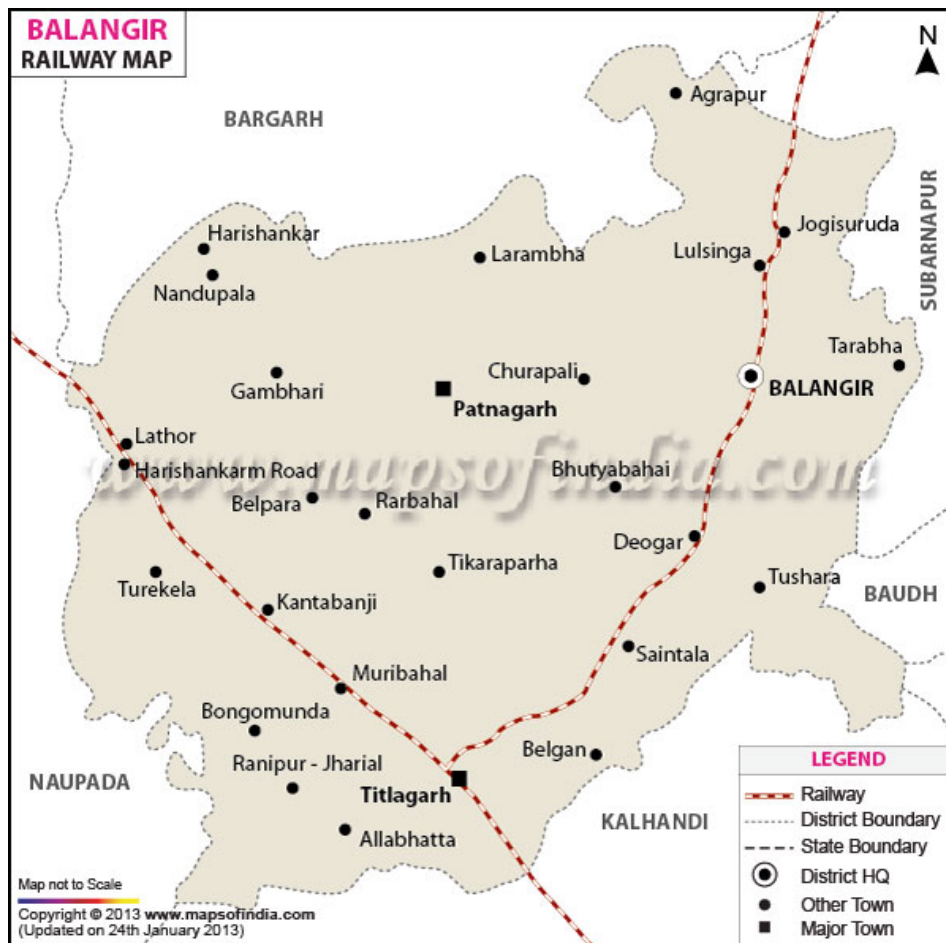 BALANGIR
RAILWAY MAP
N
Agrapur
BARGARH
SUBARNAPUR
Harishankar
Nandupala
Larambha
Jogisuruda
Lulsinga
Tarabha
Gambhari
Churapali
Patnagarh
BALANGIR
Lathor
www.mapsofindia.com
Harishankarm Road
Bhutyabahai
Belpara
Rarbahal
Deogar
Turekela
Tikaraparha
Tushara
BAUDH
Kantabanji
Saintala
Muribahal
Bongomunda
Belgan
NAUPADA
Ranipur - Jharial
Titlagarh
KALHANDI
Allabhatta
LEGEND
Railway
District Boundary
State Boundary
District HQ
Other Town
Major Town
Map not to Scale
Copyright © 2013 www.mapsofindia.com
(Updated on 24th January 2013)